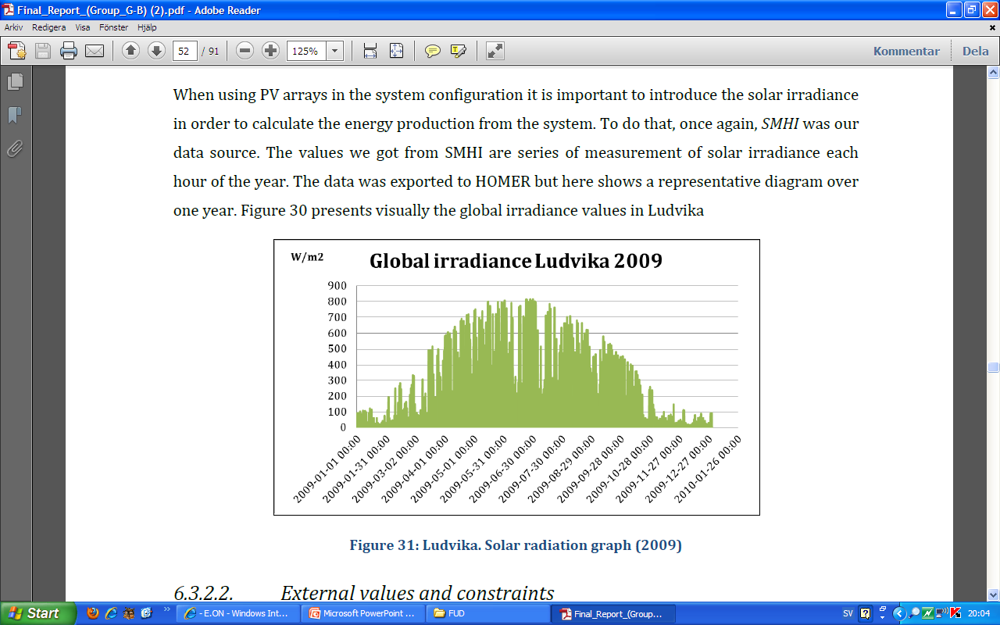 Final_Report_(Group_G-B) (2).pdf - Adobe Reader
Arkiv Redigera Visa Fönster Hjälp
52 / 91 125% Kommentar Dela
When using PV arrays in the system configuration it is important to introduce the solar irradiance
in order to calculate the energy production from the system. To do that, once again, SMHI was our
data source. The values we got from SMHI are series of measurement of solar irradiance each
hour of the year. The data was exported to HOMER but here shows a representative diagram over
one year. Figure 30 presents visually the global irradiance values in Ludvika
W/m2
Global irradiance Ludvika 2009
900
800
700
600
500
400
300
200
100
0
2009-01-01 00:00
2009-01-31 00:00
2009-03-02 00:00
2009-04-01 00:00
2009-05-01 00:00
2009-05-31 00:00
2009-06-30 00:00
2009-07-30 00:00
2009-08-29 00:00
2009-09-28 00:00
2009-10-28 00:00
2009-11-27 00:00
2009-12-27 00:00
2010-01-26 00:00
Figure 31: Ludvika. Solar radiation graph (2009)
6.3.2.2. External values and constraints
Start - E.ON - Windows Int... Microsoft PowerPoint ... FUD Final_Report_(Group... SV 20:04